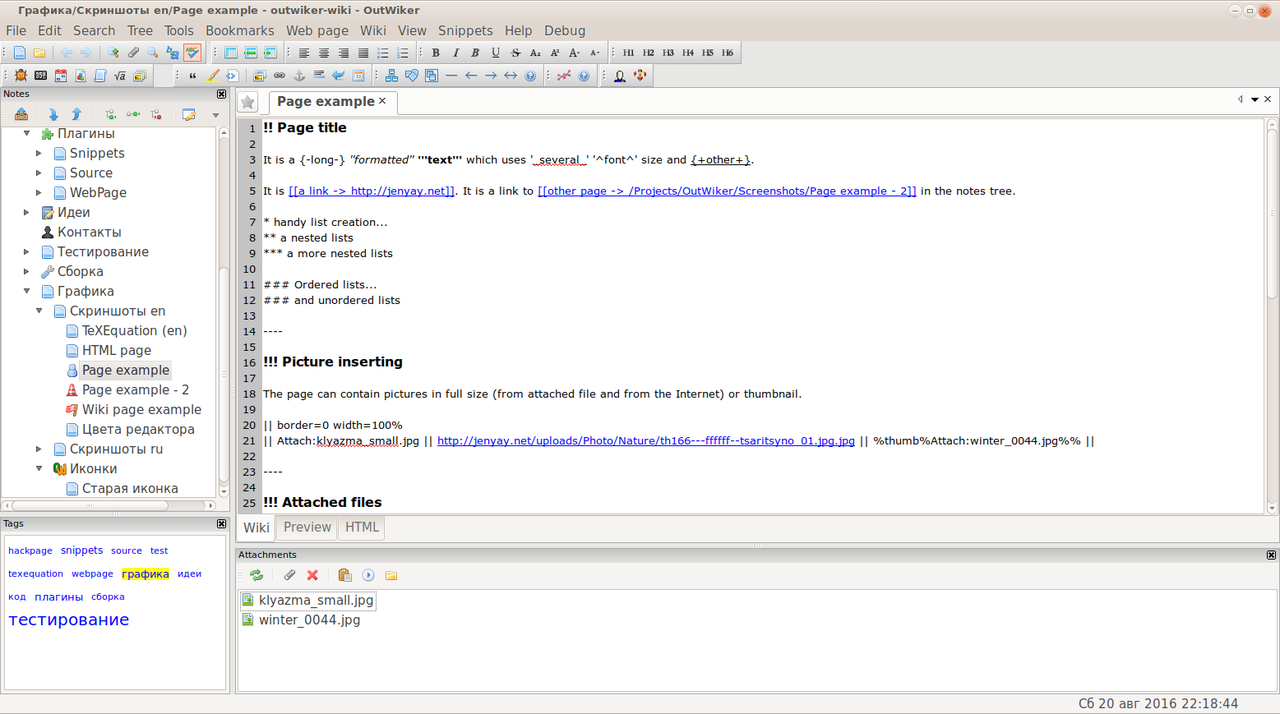 Графика/Скриншоты en/Page example - outwiker-wiki - OutWiker
File Edit Search Tree Tools Bookmarks Web page Wiki View Snippets Help Debug
B I B U S A₂ A² A+ A- H1 H2 H3 H4 H5 H6
Notes
Плагины
Snippets
Source
WebPage
Идеи
Контакты
Тестирование
Сборка
Графика
Скриншоты en
TeXEquation (en)
HTML page
Page example
Page example - 2
Wiki page example
Цвета редактора
Скриншоты ru
Иконки
Старая иконка
Tags
hackpage snippets source test
texequation webpage графика идеи
код плагины сборка
тестирование
Page example
1 !! Page title
2
3 It is a {-long-} ''formatted'' '''text''' which uses '_several_' '^font^' size and {+other+}.
4
5 It is [[a link -> http://jenyay.net]]. It is a link to [[other page -> /Projects/OutWiker/Screenshots/Page example - 2]] in the notes tree.
6
7 * handy list creation...
8 ** a nested lists
9 *** a more nested lists
10
11 ### Ordered lists...
12 ### and unordered lists
13
14 ----
15
16 !!! Picture inserting
17
18 The page can contain pictures in full size (from attached file and from the Internet) or thumbnail.
19
20 || border=0 width=100%
21 || Attach:klyazma_small.jpg || http://jenyay.net/uploads/Photo/Nature/th166---ffffff--tsaritsyno_01.jpg.jpg || %thumb%Attach:winter_0044.jpg%% ||
22
23 ----
24
25 !!! Attached files
Wiki Preview HTML
Attachments
klyazma_small.jpg
winter_0044.jpg
Сб 20 авг 2016 22:18:44